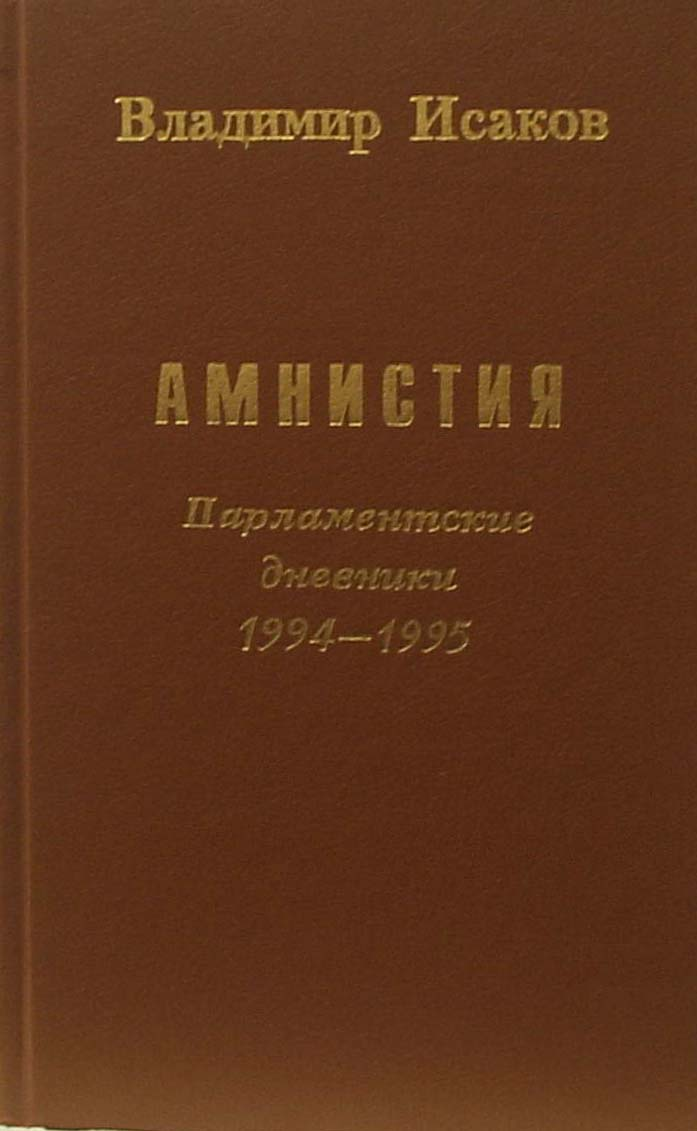 Владимир Исаков
АМНИСТИЯ
Парламентские
дневники
1994—1995